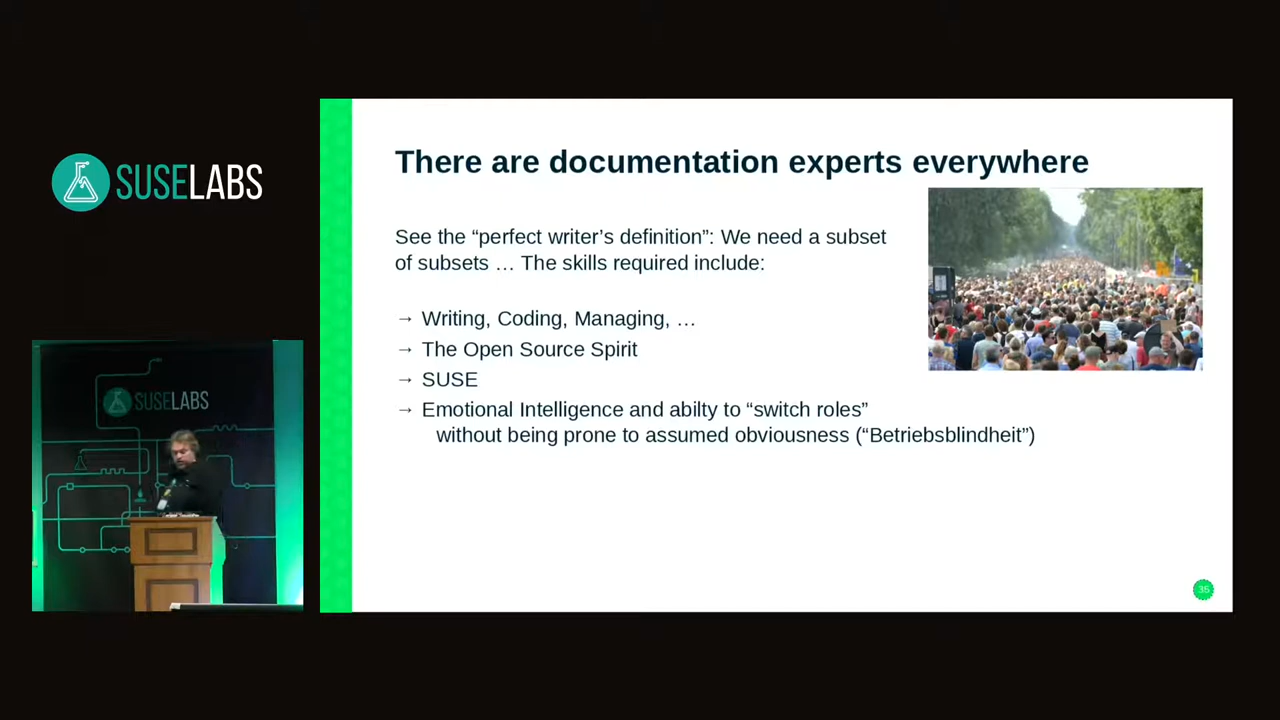 SUSELABS
There are documentation experts everywhere
See the “perfect writer’s definition”: We need a subset
of subsets … The skills required include:
→ Writing, Coding, Managing, …
→ The Open Source Spirit
→ SUSE
→ Emotional Intelligence and abilty to “switch roles”
without being prone to assumed obviousness (“Betriebsblindheit”)
SUSELABS
35